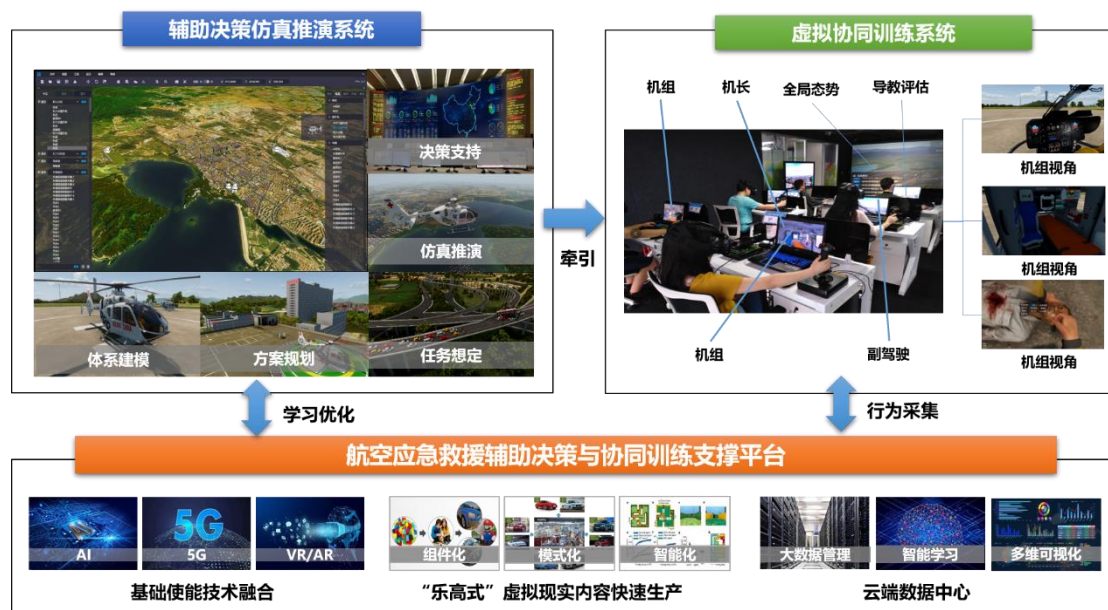 辅助决策仿真推演系统
决策支持
仿真推演
体系建模
方案规划
任务想定
牵引
虚拟协同训练系统
机组
机长
全局态势
导教评估
机组
副驾驶
机组视角
机组视角
机组视角
学习优化
行为采集
航空应急救援辅助决策与协同训练支撑平台
AI
5G
5G
VR/AR
基础使能技术融合
组件化
模式化
智能化
“乐高式”虚拟现实内容快速生产
大数据管理
智能学习
多维可视化
云端数据中心